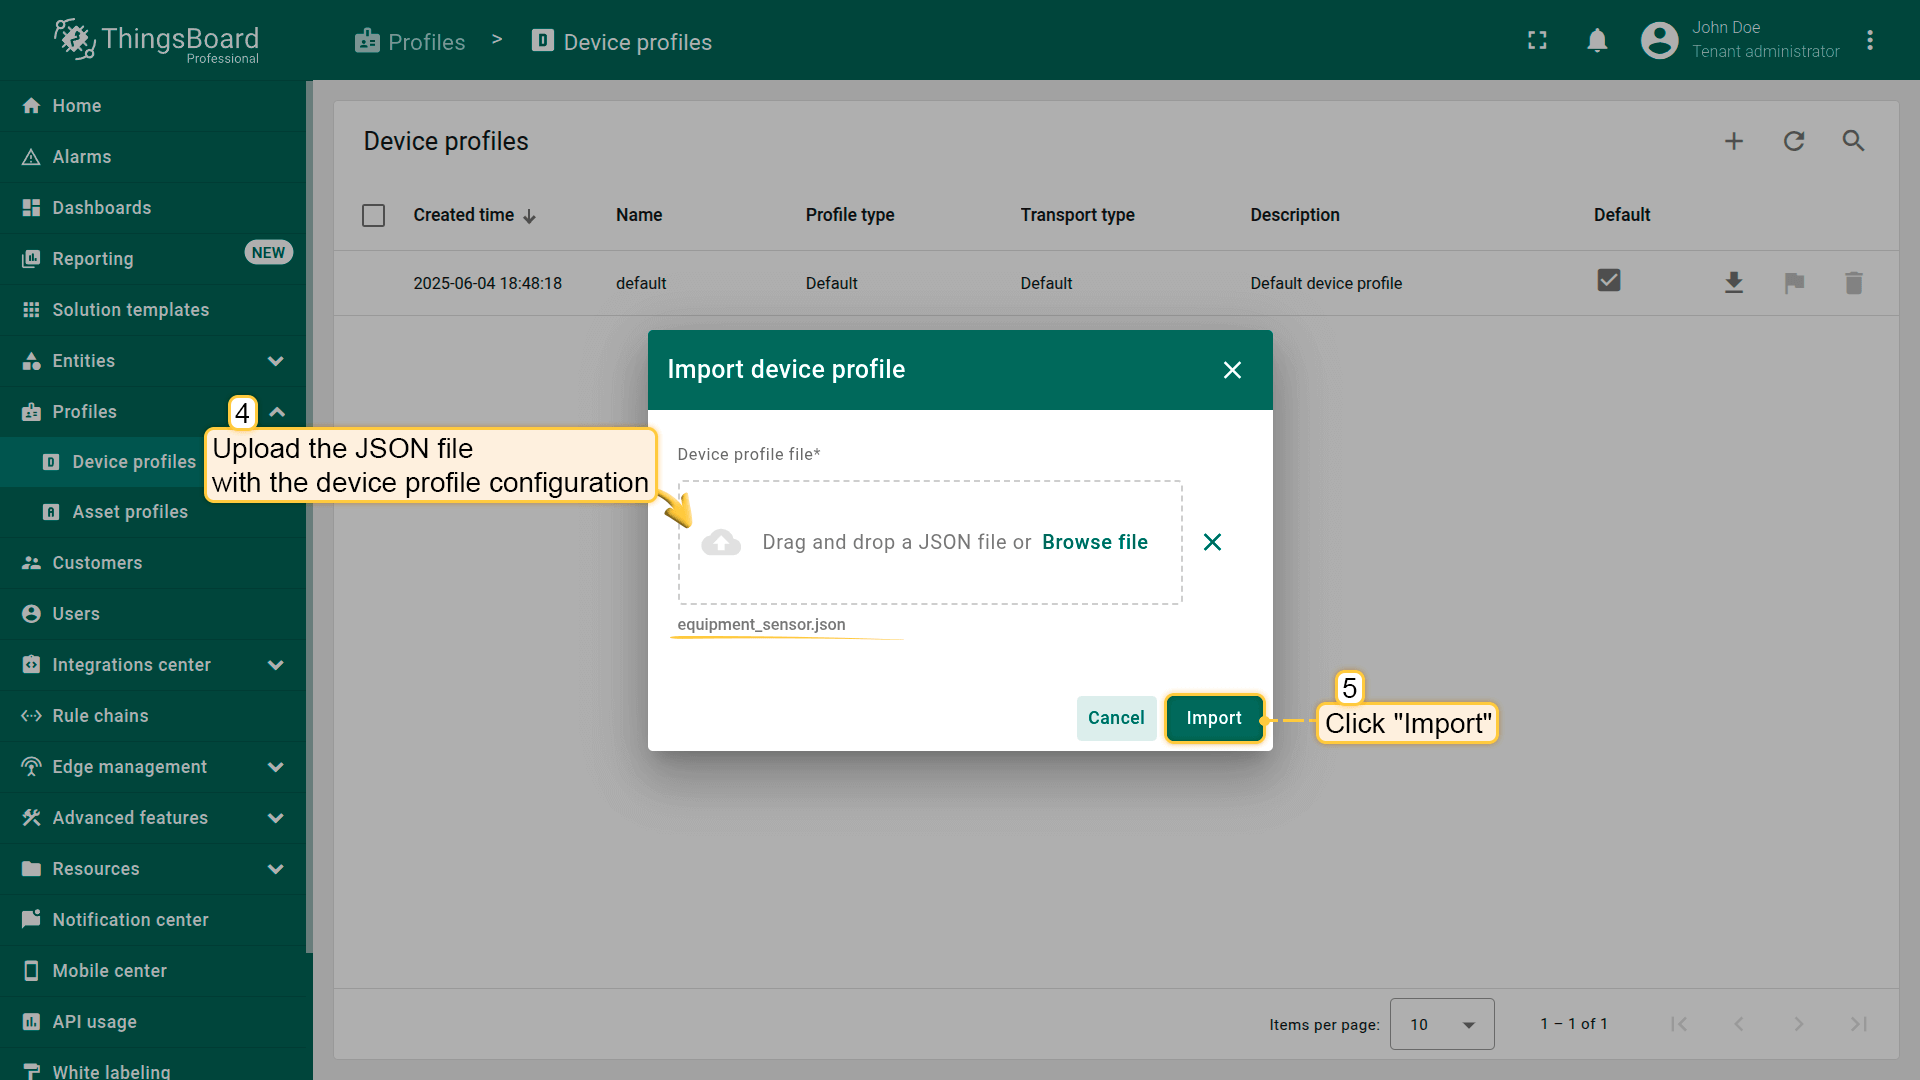 ThingsBoard
Professional
Profiles > Device profiles
John Doe
Tenant administrator
Home
Alarms
Dashboards
Reporting NEW
Solution templates
Entities
Profiles
Device profiles
Asset profiles
Customers
Users
Integrations center
Rule chains
Edge management
Advanced features
Resources
Notification center
Mobile center
API usage
White labeling
Device profiles
Created time Name Profile type Transport type Description Default
2025-06-04 18:48:18 default Default Default Default device profile
Import device profile
4
Upload the JSON file
with the device profile configuration
Device profile file*
Drag and drop a JSON file or Browse file
equipment_sensor.json
Cancel Import
5
Click "Import"
Items per page: 10 1 – 1 of 1